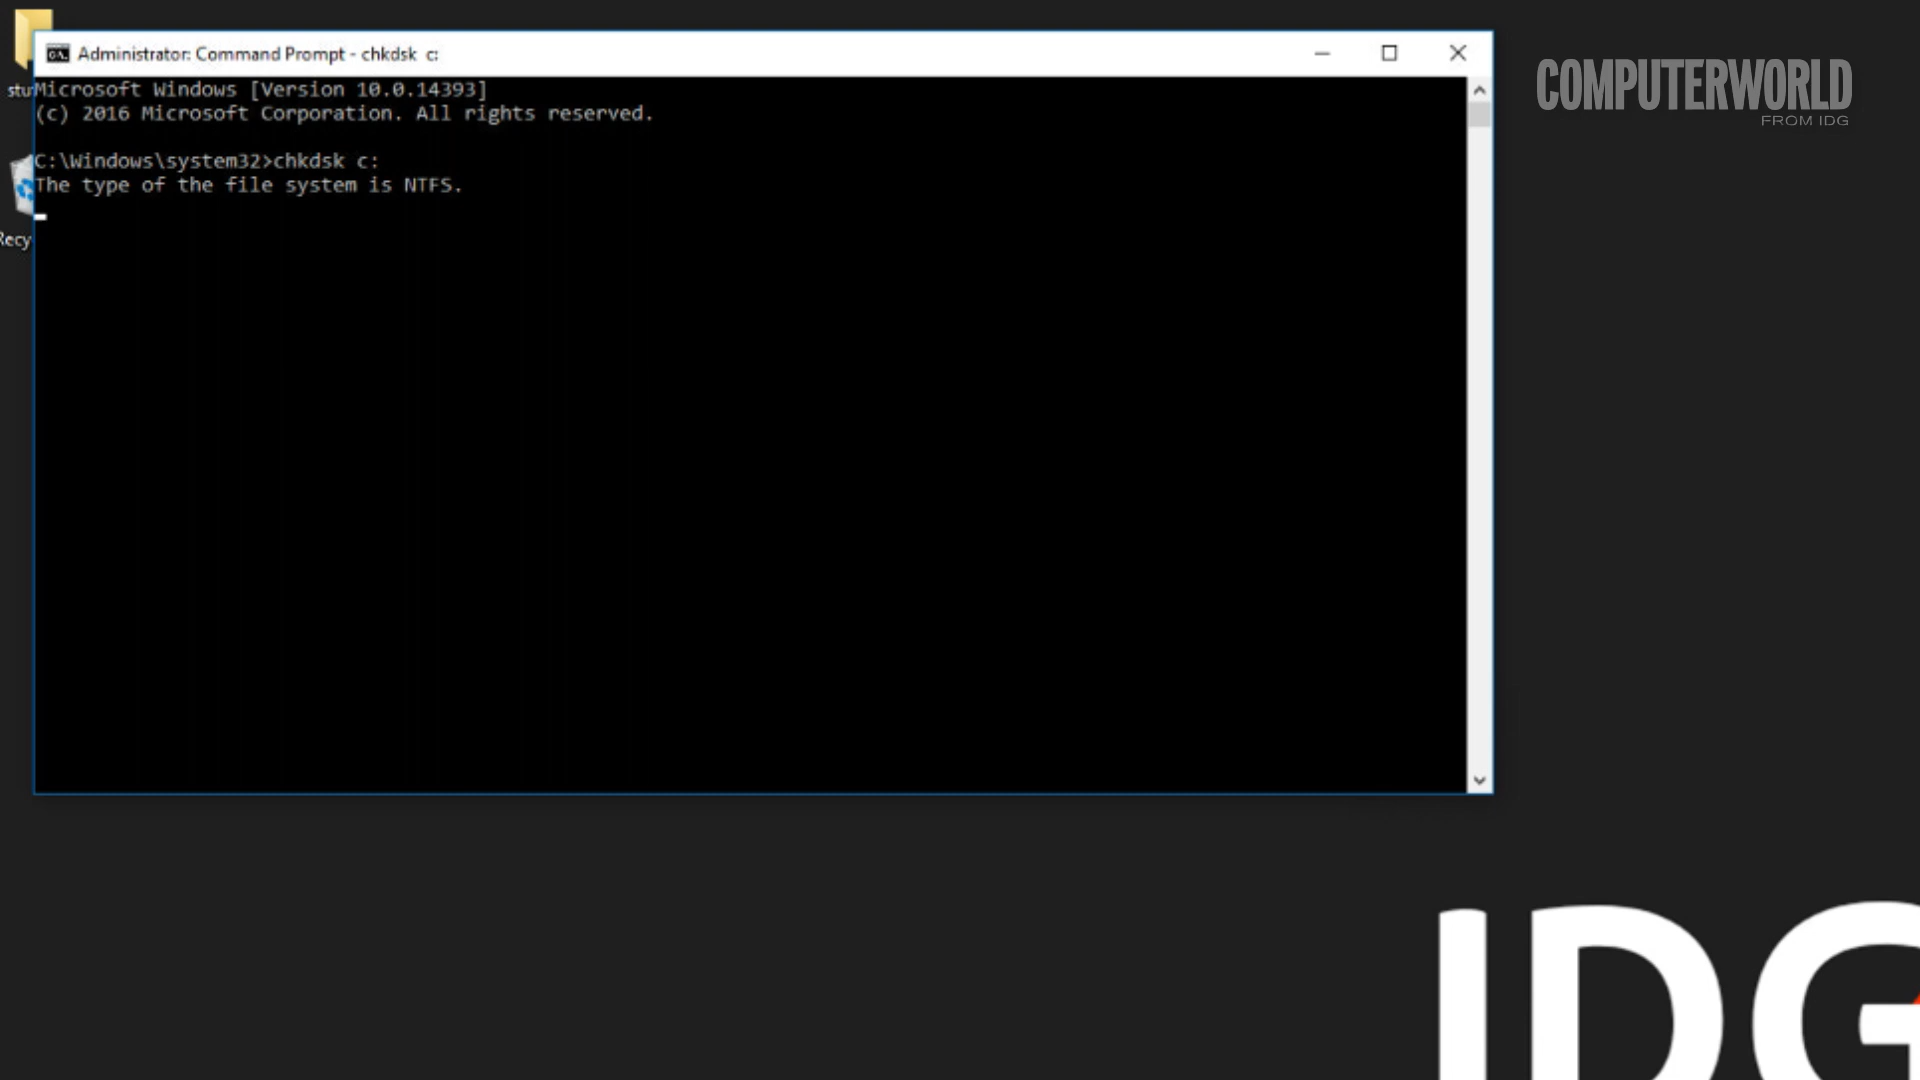 Administrator: Command Prompt - chkdsk c:
Microsoft Windows [Version 10.0.14393]
(c) 2016 Microsoft Corporation. All rights reserved.
C:\Windows\system32>chkdsk c:
The type of the file system is NTFS.
COMPUTERWORLD
FROM IDG
Recy
IDG